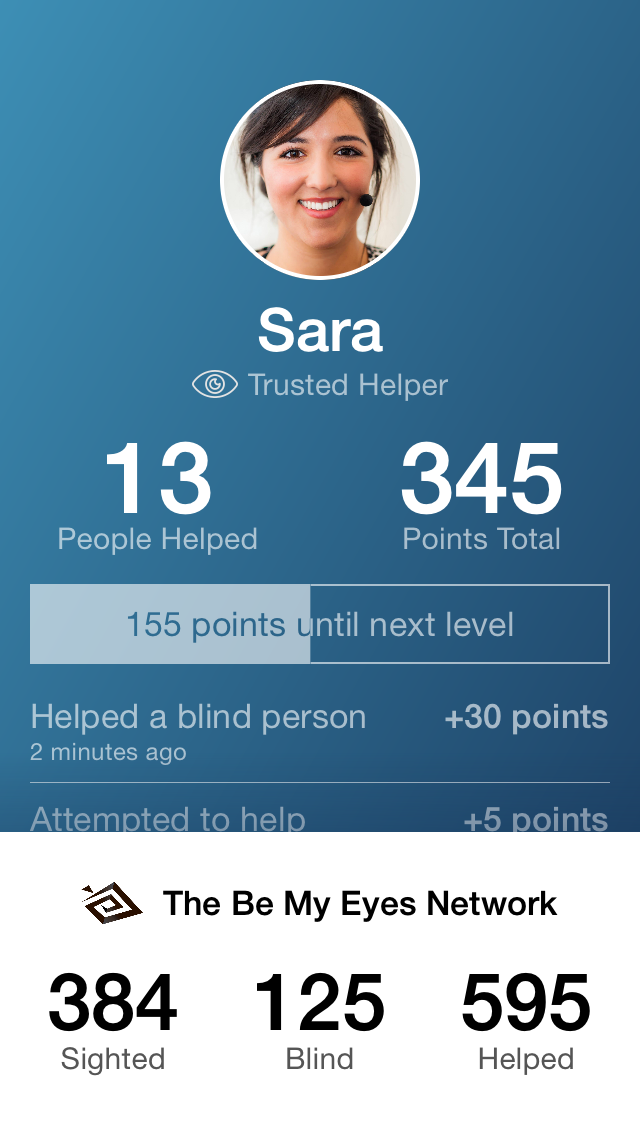 Sara
Trusted Helper
13 345
People Helped Points Total
155 points until next level
Helped a blind person +30 points
2 minutes ago
Attempted to help +5 points
The Be My Eyes Network
384 125 595
Sighted Blind Helped